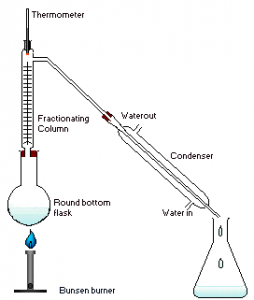 Thermometer
Fractionating
Column
Waterout
Condenser
Round bottom
flask
Water in
Bunsen burner